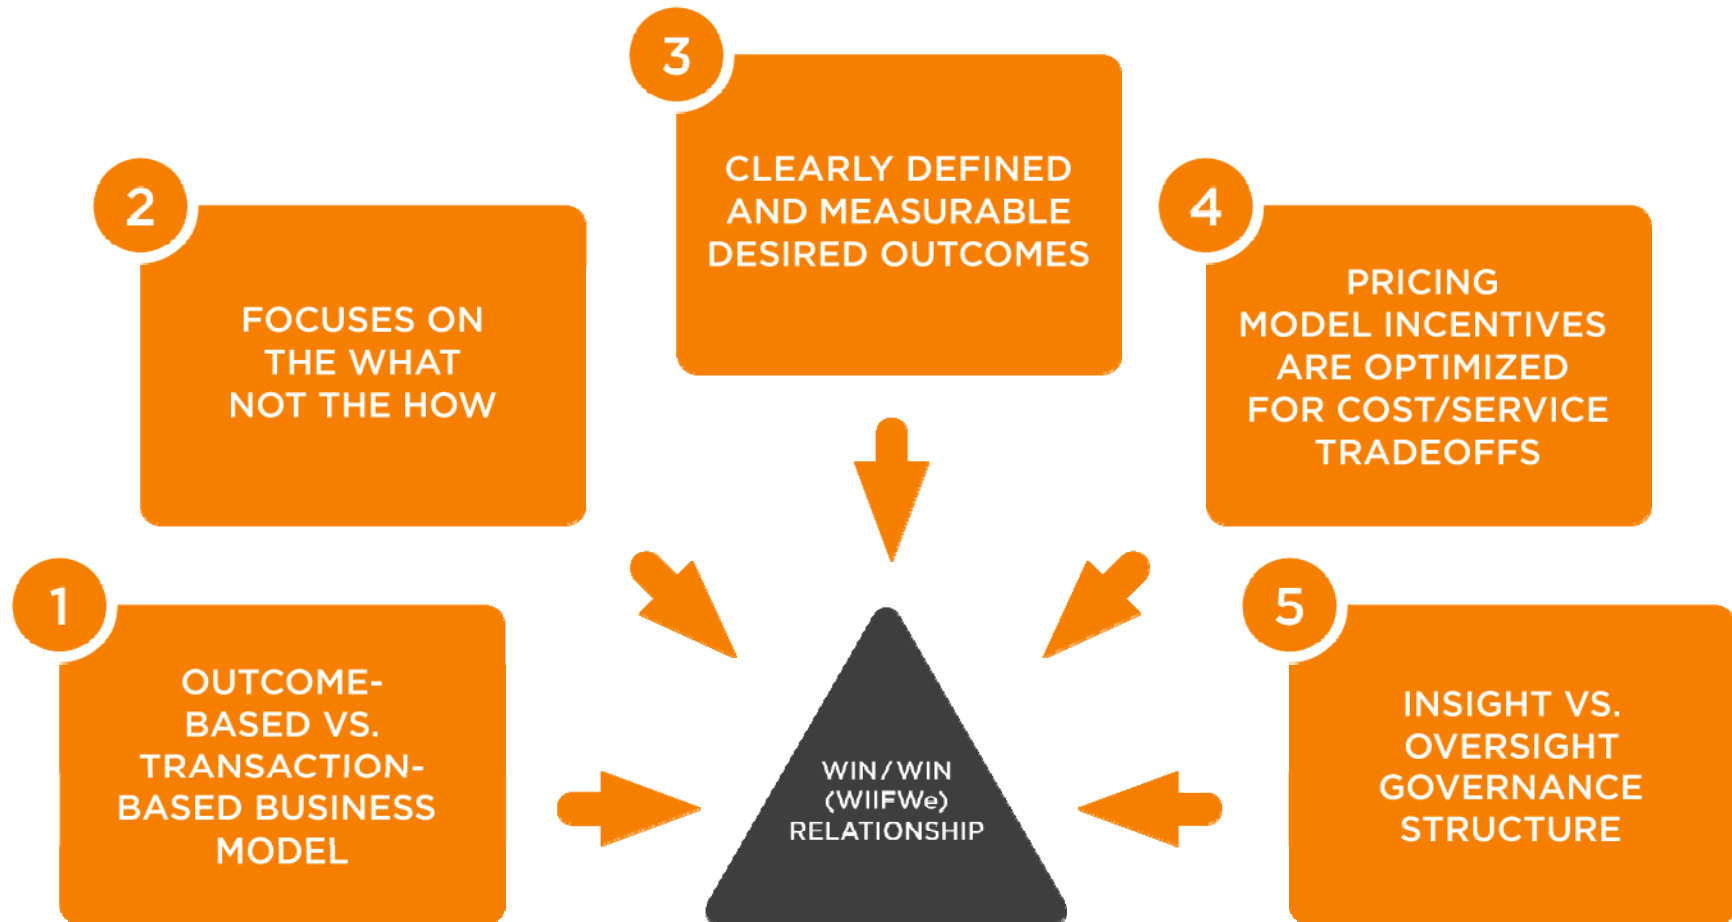 1
OUTCOME-
BASED VS.
TRANSACTION-
BASED BUSINESS
MODEL
2
FOCUSES ON
THE WHAT
NOT THE HOW
3
CLEARLY DEFINED
AND MEASURABLE
DESIRED OUTCOMES
4
PRICING
MODEL INCENTIVES
ARE OPTIMIZED
FOR COST/SERVICE
TRADEOFFS
5
INSIGHT VS.
OVERSIGHT
GOVERNANCE
STRUCTURE
WIN/WIN
(WIIFWe)
RELATIONSHIP